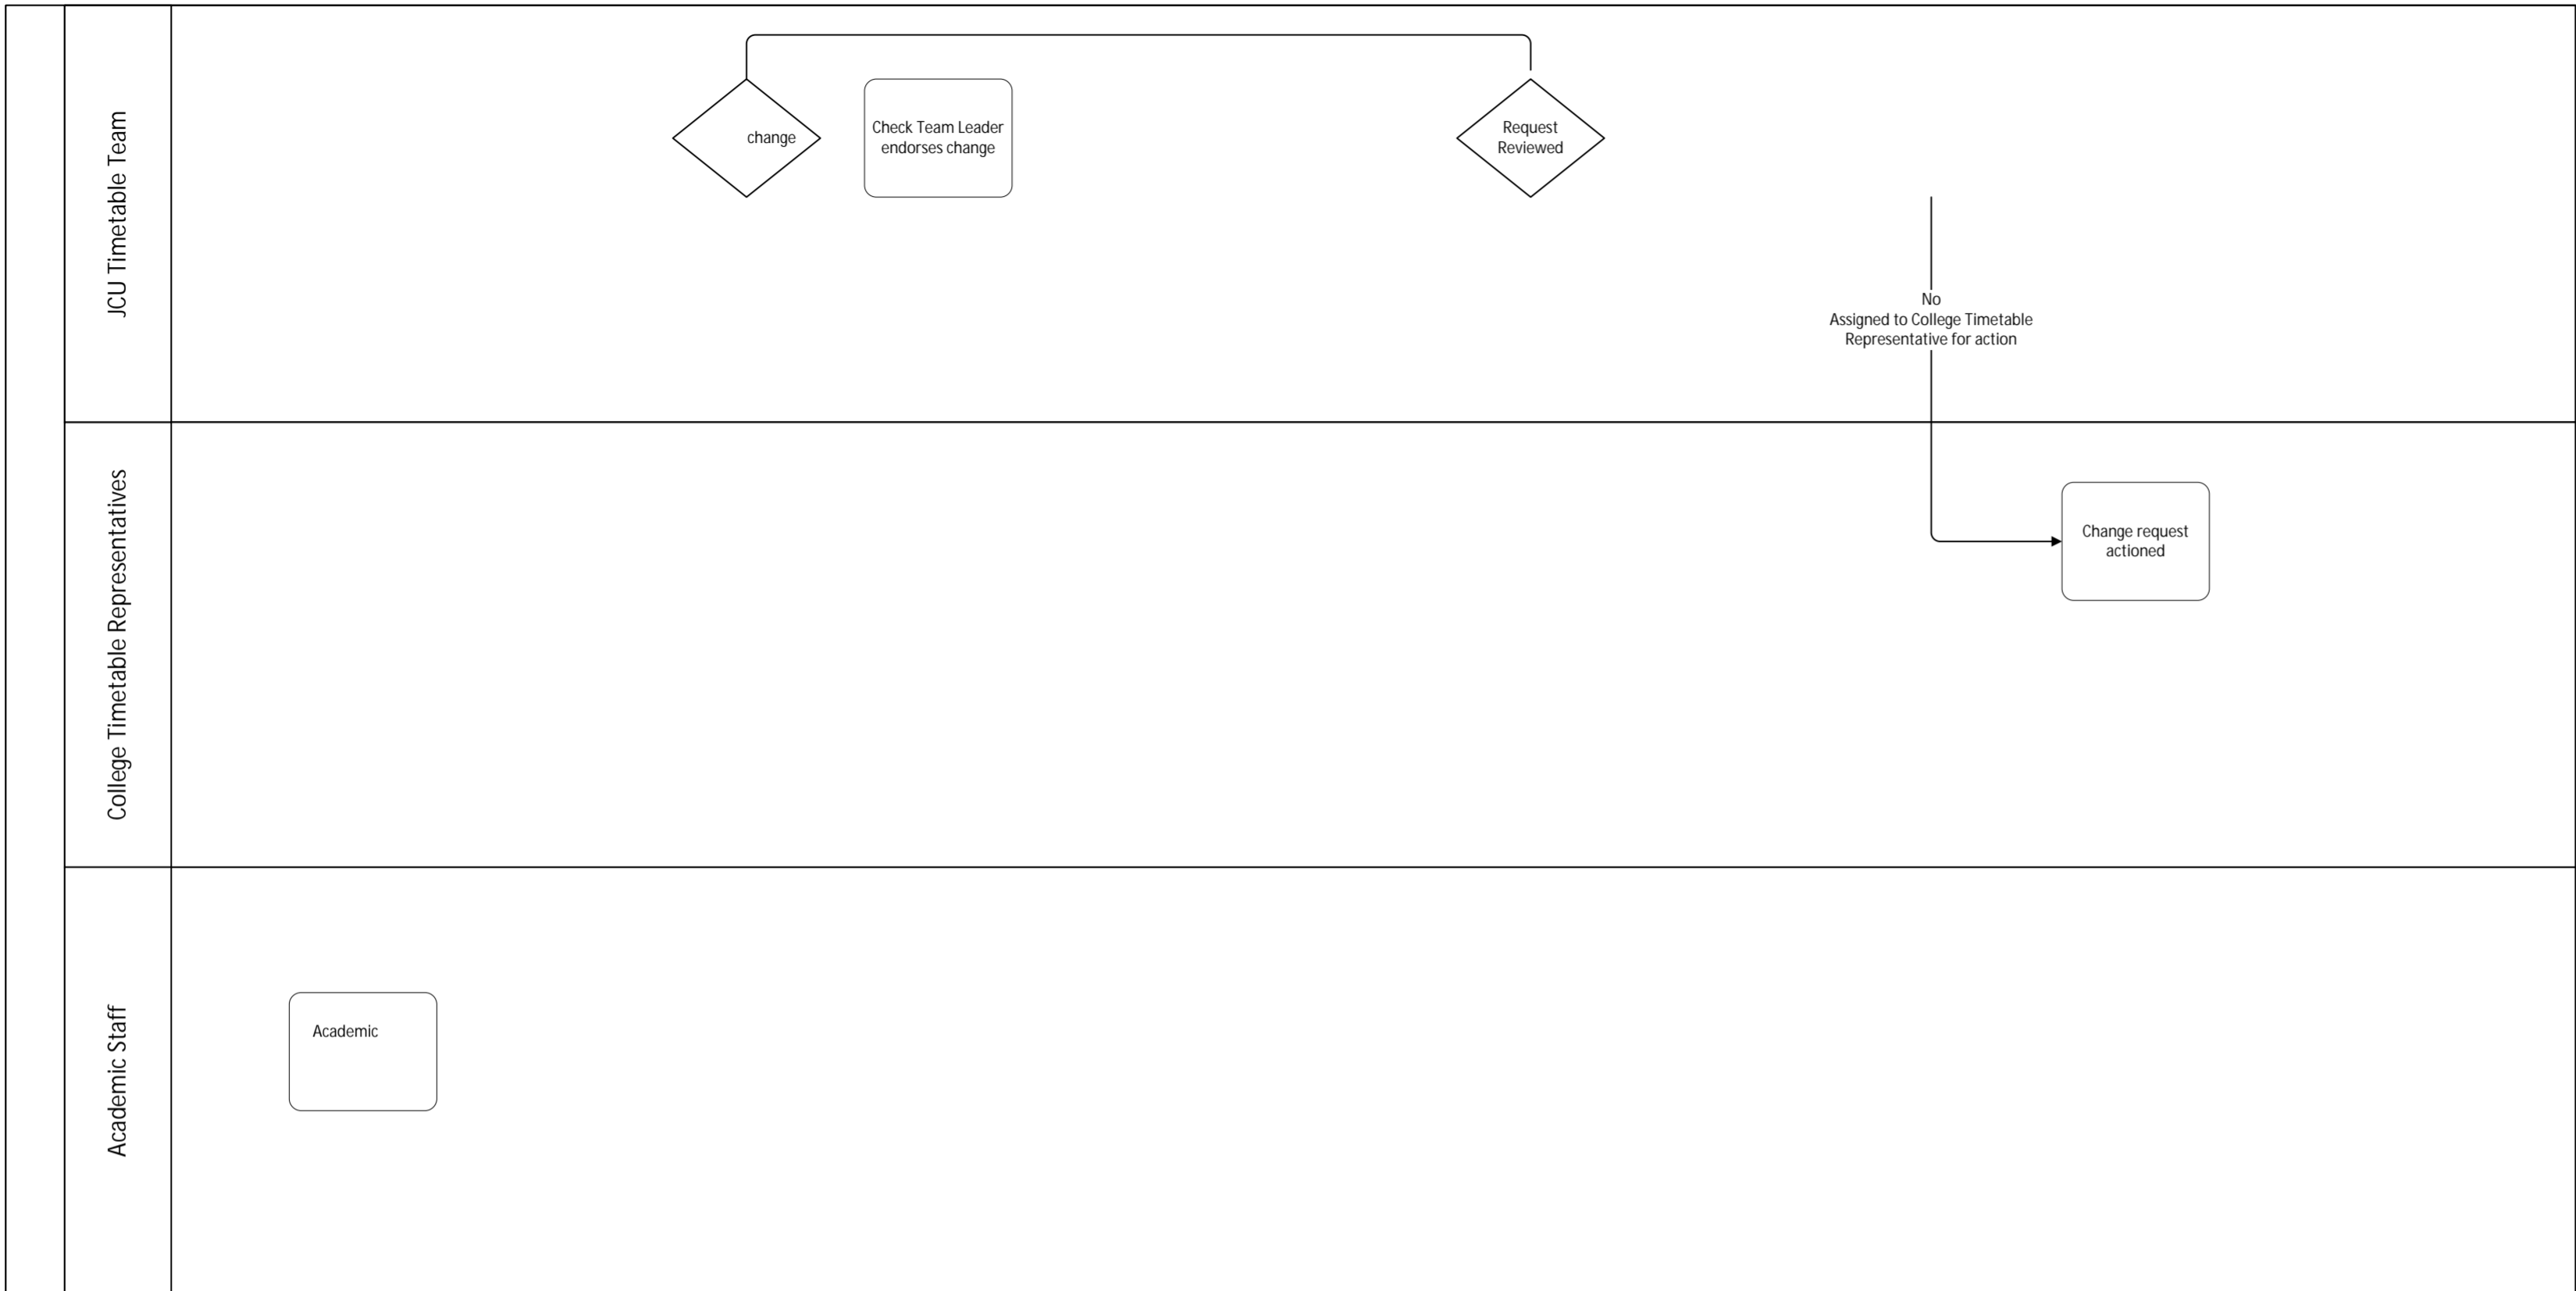 JCU Timetable Team
change
Check Team Leader
endorses change
Request
Reviewed
No
Assigned to College Timetable
Representative for action
College Timetable Representatives
Change request
actioned
Academic Staff
Academic